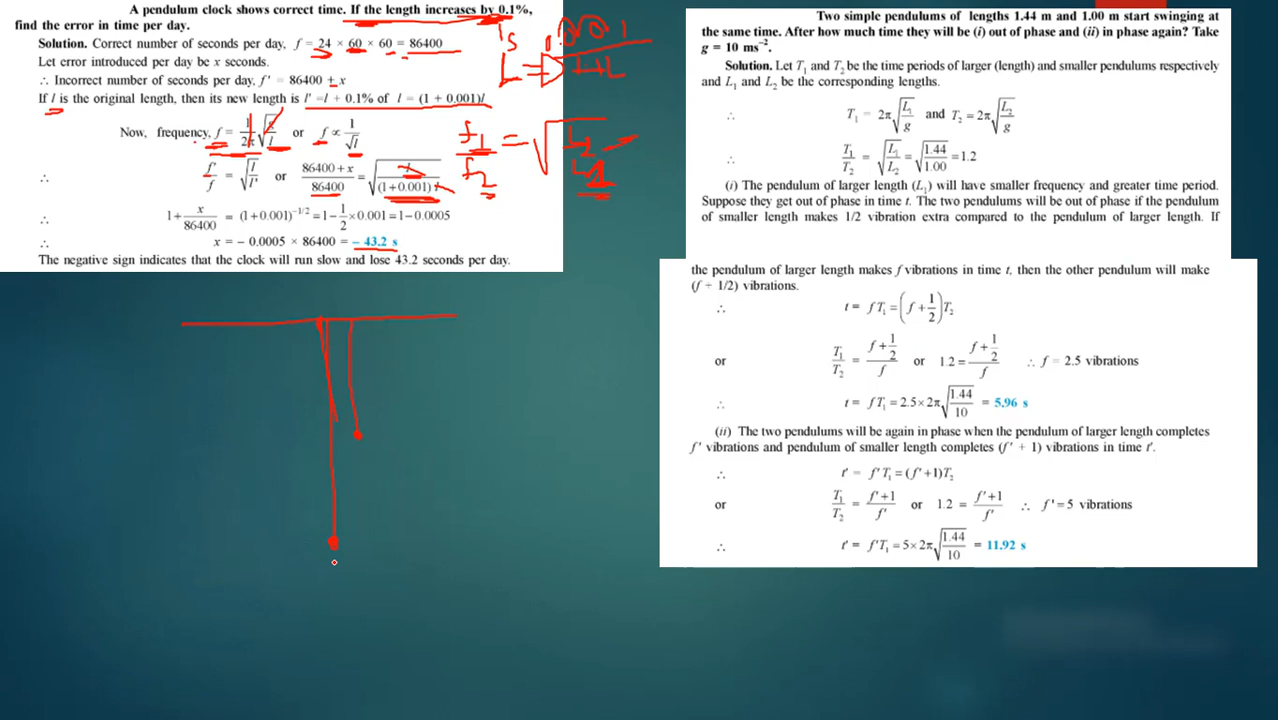 A pendulum clock shows correct time. If the length increases by 0.1%,
find the error in time per day.
Solution. Correct number of seconds per day, f = 24 × 60 × 60 = 86400
Let error introduced per day be x seconds.
∴ Incorrect number of seconds per day, f' = 86400 + x
If l is the original length, then its new length is l' = l + 0.1% of l = (1 + 0.001)l
Now, frequency, f = 1/2π √g/l or f ∝ 1/√l
∴ f'/f = √l/l' or 86400 + x/86400 = √l/(1 + 0.001) l
∴ 1 + x/86400 = (1 + 0.001)^–1/2 = 1 – 1/2 × 0.001 = 1 – 0.0005
∴ x = – 0.0005 × 86400 = – 43.2 s
The negative sign indicates that the clock will run slow and lose 43.2 seconds per day.
f1/f2 = √L2/L1
Two simple pendulums of lengths 1.44 m and 1.00 m start swinging at
the same time. After how much time they will be (i) out of phase and (ii) in phase again? Take
g = 10 ms⁻².
Solution. Let T₁ and T₂ be the time periods of larger (length) and smaller pendulums respectively
and L₁ and L₂ be the corresponding lengths.
∴ T₁ = 2π√L₁/g and T₂ = 2π√L₂/g
∴ T₁/T₂ = √L₁/L₂ = √1.44/1.00 = 1.2
(i) The pendulum of larger length (L₁) will have smaller frequency and greater time period.
Suppose they get out of phase in time t. The two pendulums will be out of phase if the pendulum
of smaller length makes 1/2 vibration extra compared to the pendulum of larger length. If
the pendulum of larger length makes f vibrations in time t, then the other pendulum will make
(f + 1/2) vibrations.
∴ t = fT₁ = (f + 1/2)T₂
or T₁/T₂ = f + 1/2/f or 1.2 = f + 1/2/f ∴ f = 2.5 vibrations
∴ t = fT₁ = 2.5 × 2π√1.44/10 = 5.96 s
(ii) The two pendulums will be again in phase when the pendulum of larger length completes
f' vibrations and pendulum of smaller length completes (f' + 1) vibrations in time t'.
∴ t' = f'T₁ = (f' + 1)T₂
or T₁/T₂ = f' + 1/f' or 1.2 = f' + 1/f' ∴ f' = 5 vibrations
∴ t' = f'T₁ = 5 × 2π√1.44/10 = 11.92 s